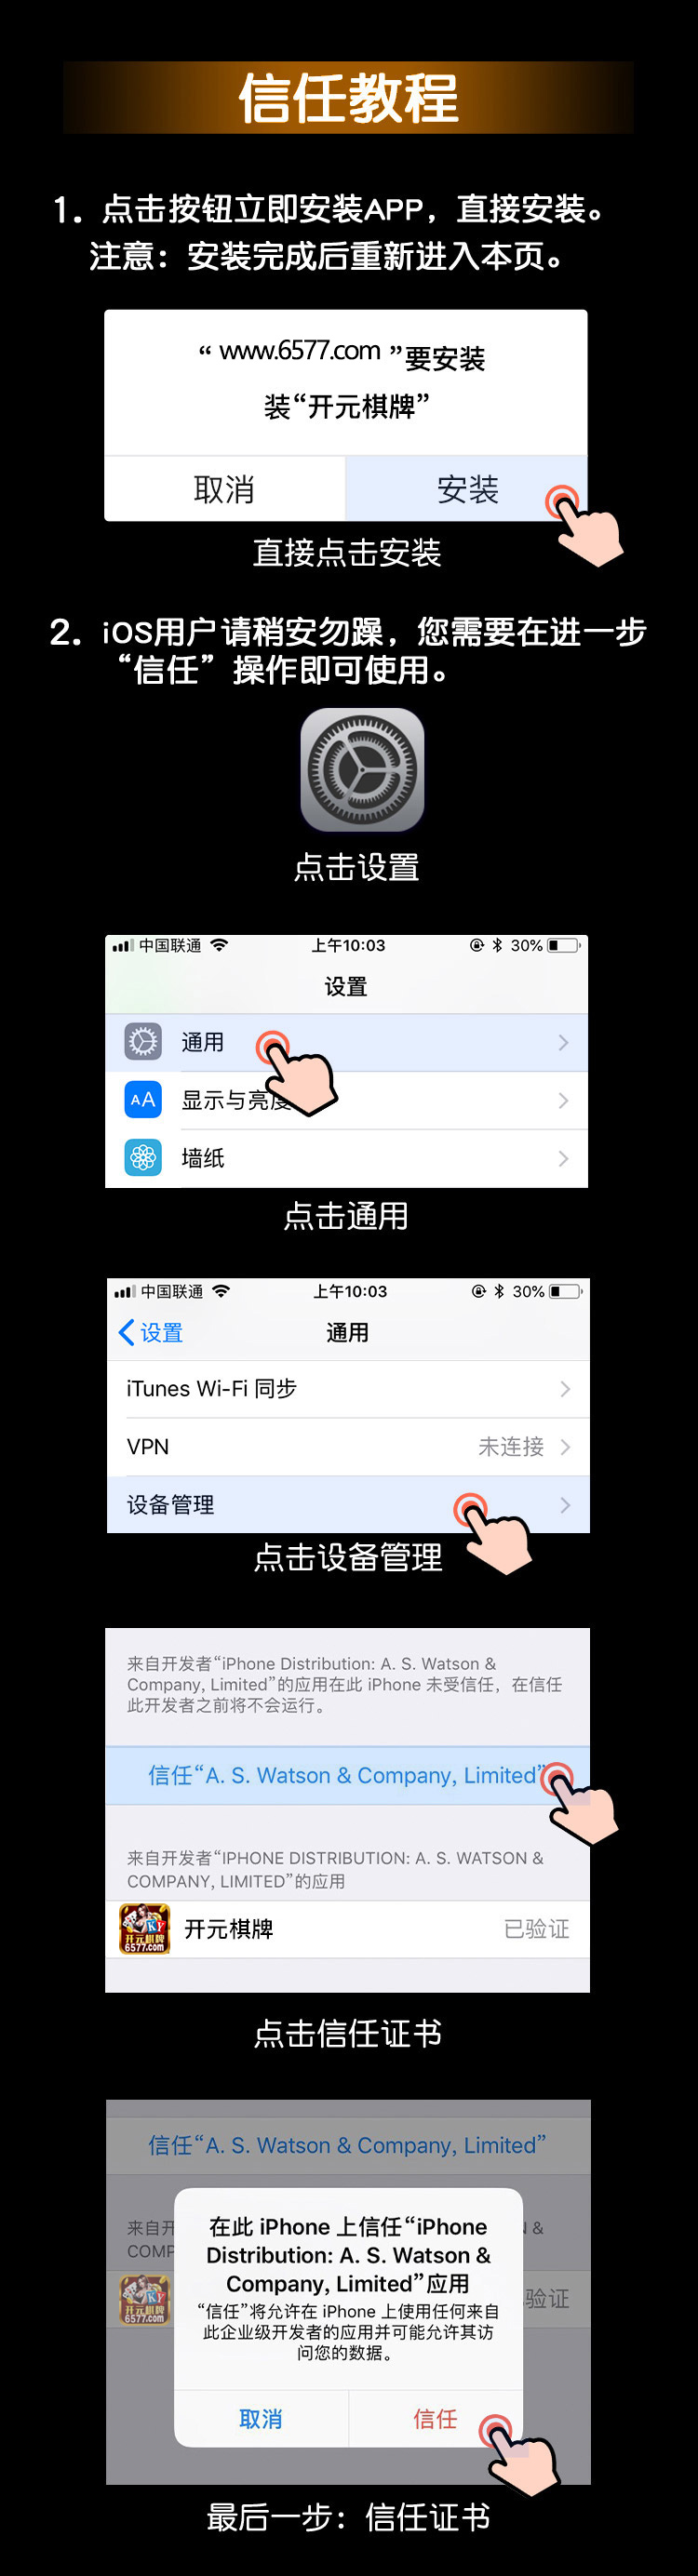 信任教程
1. 点击按钮立即安装APP，直接安装。
注意：安装完成后重新进入本页。
“ www.6577.com ”要安装
装“开元棋牌”
取消
安装
直接点击安装
2. iOS用户请稍安勿躁，您需要在进一步
“信任”操作即可使用。
点击设置
中国联通 上午10:03 30%
设置
通用
AA 显示与亮度
墙纸
点击通用
中国联通 上午10:03 30%
设置 通用
iTunes Wi-Fi 同步
VPN 未连接
设备管理
点击设备管理
来自开发者“iPhone Distribution: A. S. Watson &
Company, Limited”的应用在此 iPhone 未受信任，在信任
此开发者之前将不会运行。
信任“A. S. Watson & Company, Limited”
来自开发者“IPHONE DISTRIBUTION: A. S. WATSON &
COMPANY, LIMITED”的应用
KY
开元棋牌
6577.com
开元棋牌 已验证
点击信任证书
信任“A. S. Watson & Company, Limited”
来自开
&
COMP
开元棋牌
6577.com
验证
在此 iPhone 上信任“iPhone
Distribution: A. S. Watson &
Company, Limited”应用
“信任”将允许在 iPhone 上使用任何来自
此企业级开发者的应用并可能允许其访
问您的数据。
取消
信任
最后一步：信任证书